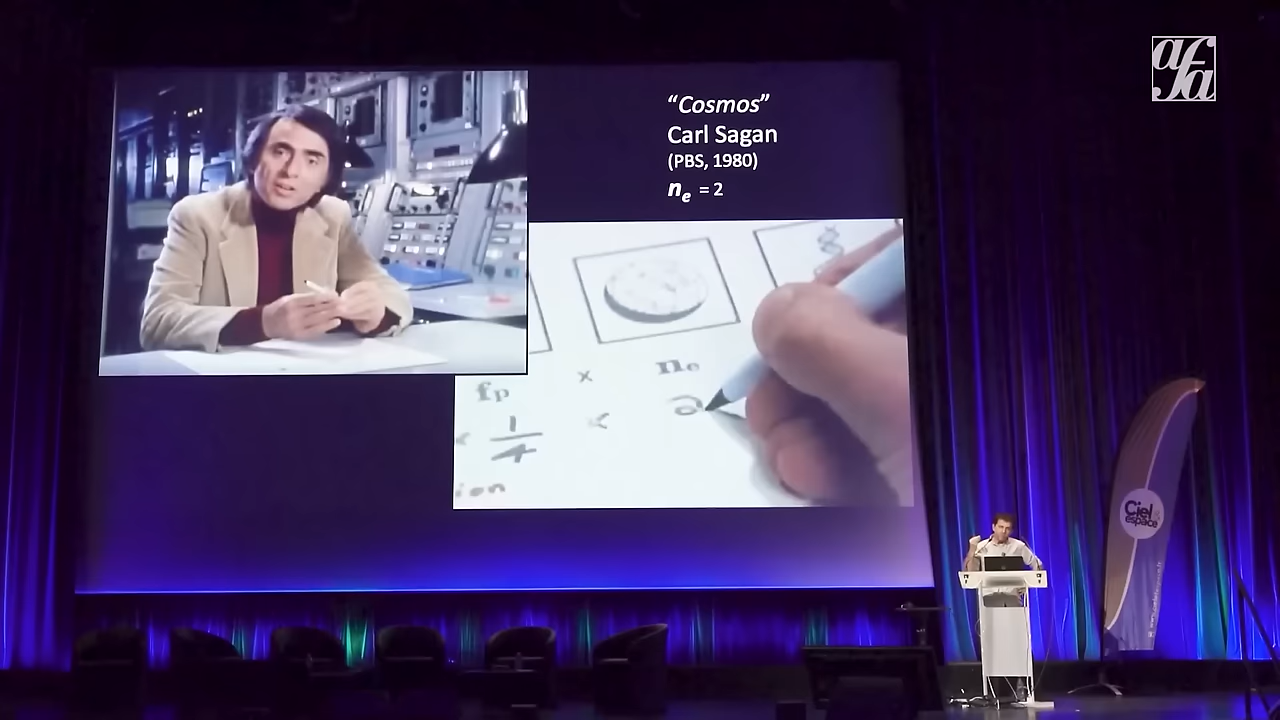 afa
“Cosmos”
Carl Sagan
(PBS, 1980)
ne = 2
fp x ne
1/4 x 2
ion
Ciel &
espace